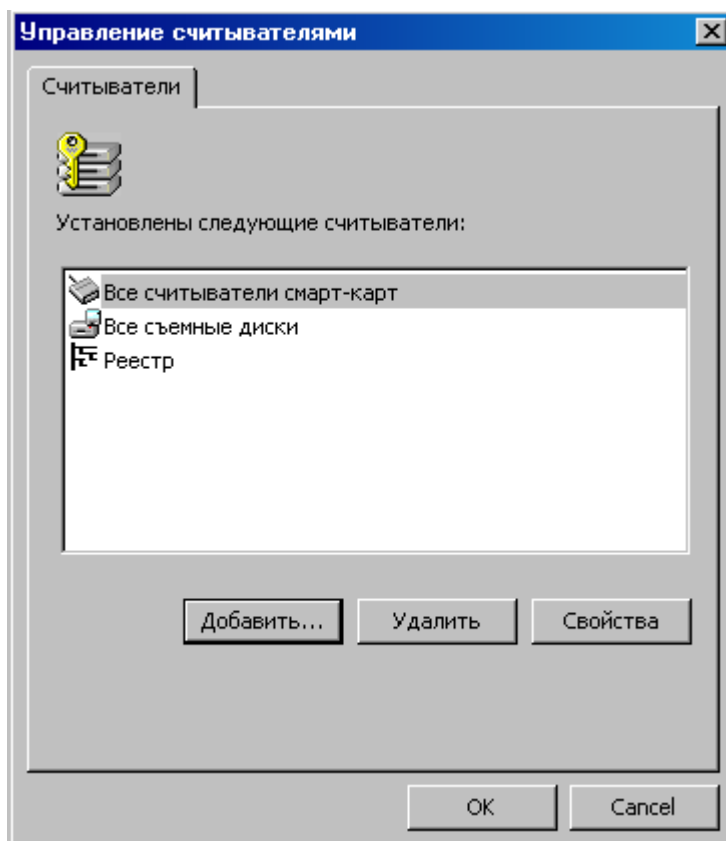 Управление считывателями
Считыватели
Установлены следующие считыватели:
Все считыватели смарт-карт
Все съемные диски
Реестр
Добавить... Удалить Свойства
OK Cancel